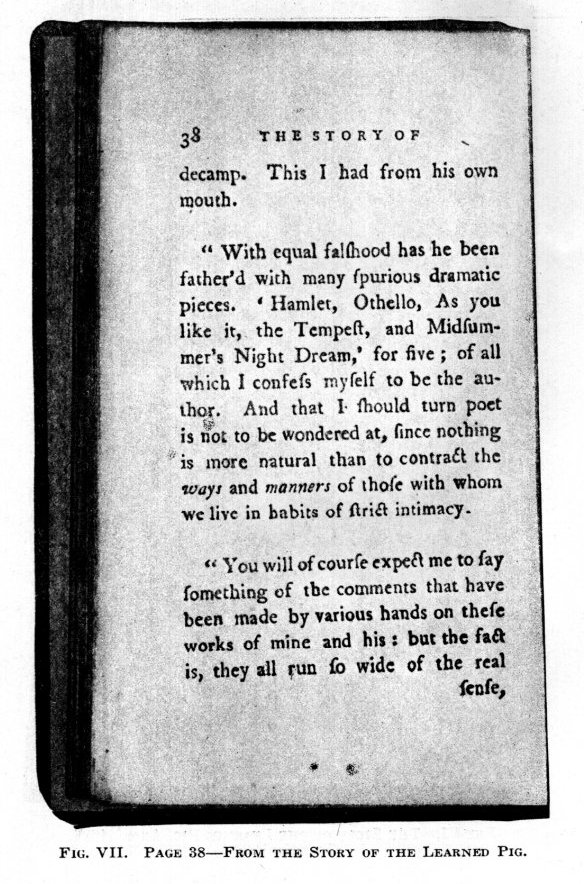 38 THE STORY OF
decamp. This I had from his own
mouth.
“ With equal falſhood has he been
father'd with many ſpurious dramatic
pieces. ‘ Hamlet, Othello, As you
like it, the Tempeſt, and Midſum-
mer's Night Dream,’ for five ; of all
which I confeſs myſelf to be the au-
thor. And that I ſhould turn poet
is not to be wondered at, ſince nothing
is more natural than to contract the
ways and manners of thoſe with whom
we live in habits of ſtrict intimacy.
“ You will of courſe expect me to ſay
ſomething of the comments that have
been made by various hands on theſe
works of mine and his : but the fact
is, they all run ſo wide of the real
ſenſe,
FIG. VII. PAGE 38—FROM THE STORY OF THE LEARNED PIG.